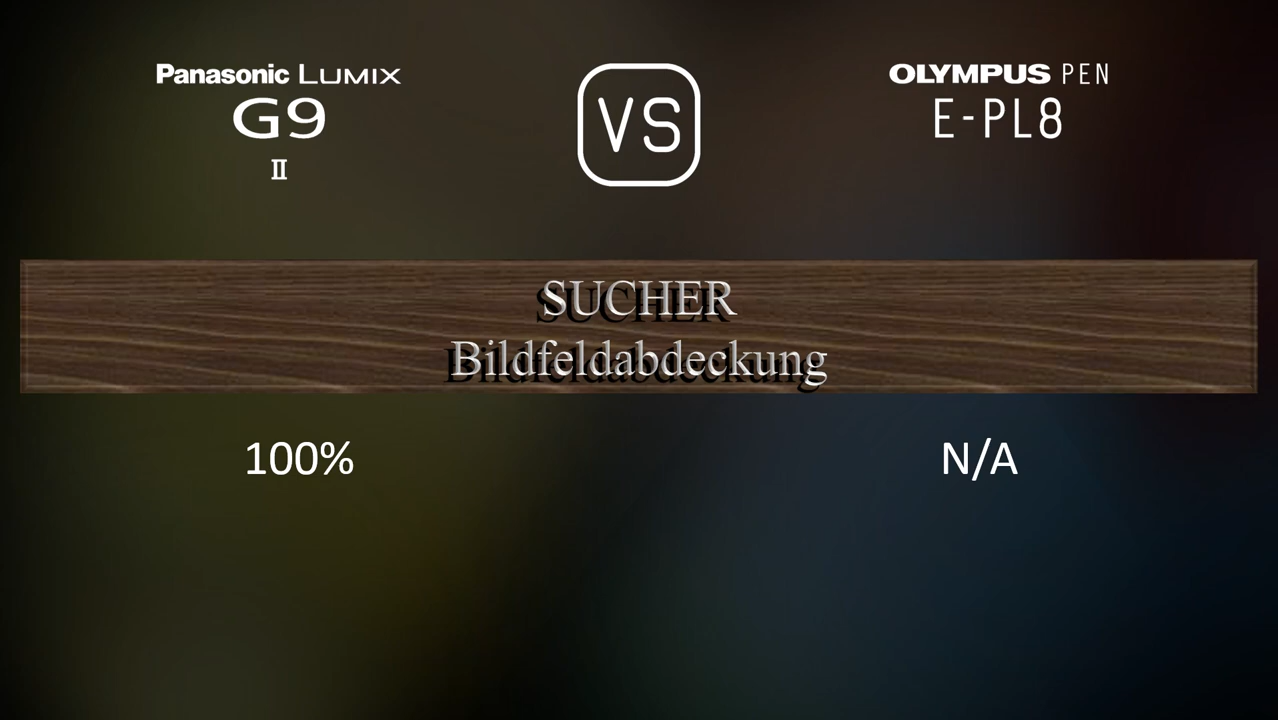 Panasonic LUMIX
G9
II
VS
OLYMPUS PEN
E-PL8
SUCHER
Bildfeldabdeckung
100%
N/A